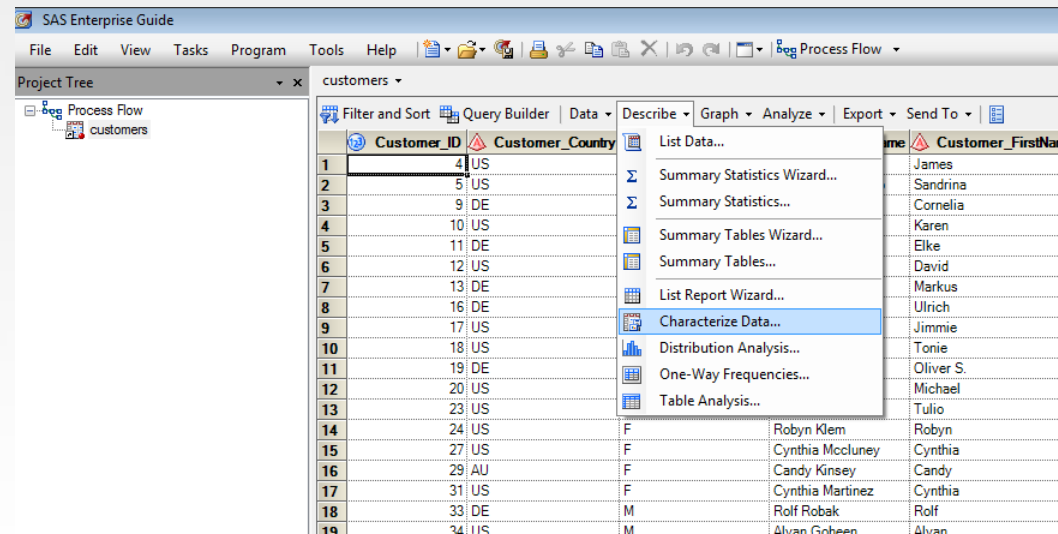 SAS Enterprise Guide
File Edit View Tasks Program Tools Help Process Flow
Project Tree
customers
Process Flow
customers
Filter and Sort Query Builder Data Describe Graph Analyze Export Send To
Customer_ID Customer_Country
List Data...
Summary Statistics Wizard...
Summary Statistics...
Summary Tables Wizard...
Summary Tables...
List Report Wizard...
Characterize Data...
Distribution Analysis...
One-Way Frequencies...
Table Analysis...
1 4 US James
2 5 US Sandrina
3 9 DE Cornelia
4 10 US Karen
5 11 DE Elke
6 12 US David
7 13 DE Markus
8 16 DE Ulrich
9 17 US Jimmie
10 18 US Tonie
11 19 DE Oliver S.
12 20 US Michael
13 23 US Tulio
14 24 US F Robyn Klem Robyn
15 27 US F Cynthia Mccluney Cynthia
16 29 AU F Candy Kinsey Candy
17 31 US F Cynthia Martinez Cynthia
18 33 DE M Rolf Robak Rolf
19 34 US M Alvan Goheen Alvan